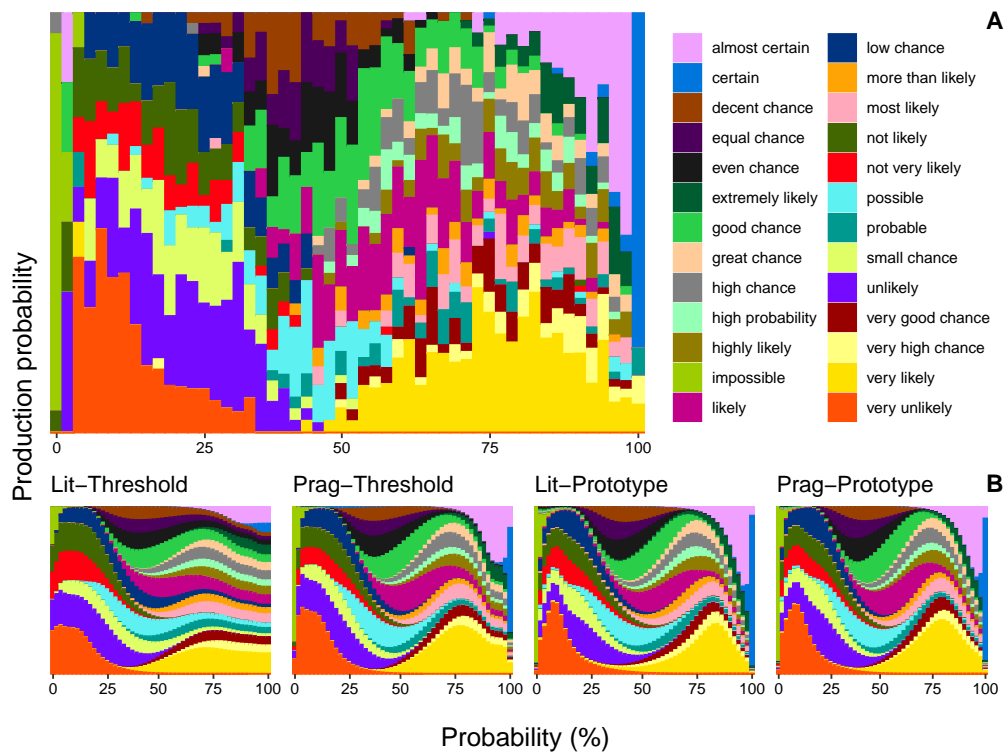 A
Production probability
0 25 50 75 100
almost certain
certain
decent chance
equal chance
even chance
extremely likely
good chance
great chance
high chance
high probability
highly likely
impossible
likely
low chance
more than likely
most likely
not likely
not very likely
possible
probable
small chance
unlikely
very good chance
very high chance
very likely
very unlikely
B
Lit−Threshold
0 25 50 75 100
Prag−Threshold
0 25 50 75 100
Lit−Prototype
0 25 50 75 100
Prag−Prototype
0 25 50 75 100
Probability (%)